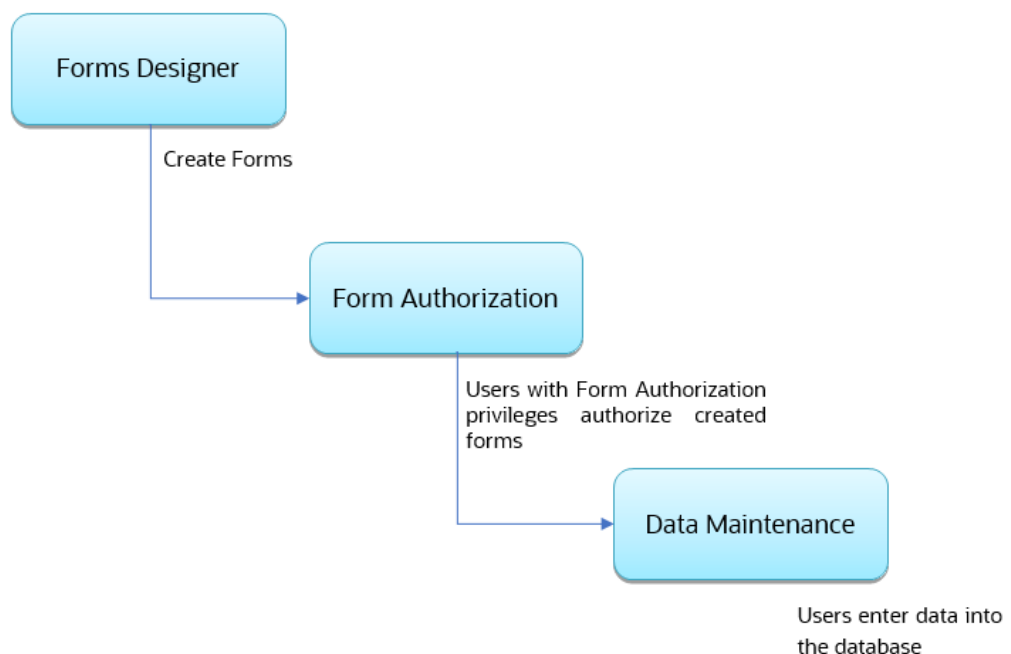 Forms Designer
Create Forms
Form Authorization
Users with Form Authorization
privileges authorize created
forms
Data Maintenance
Users enter data into
the database